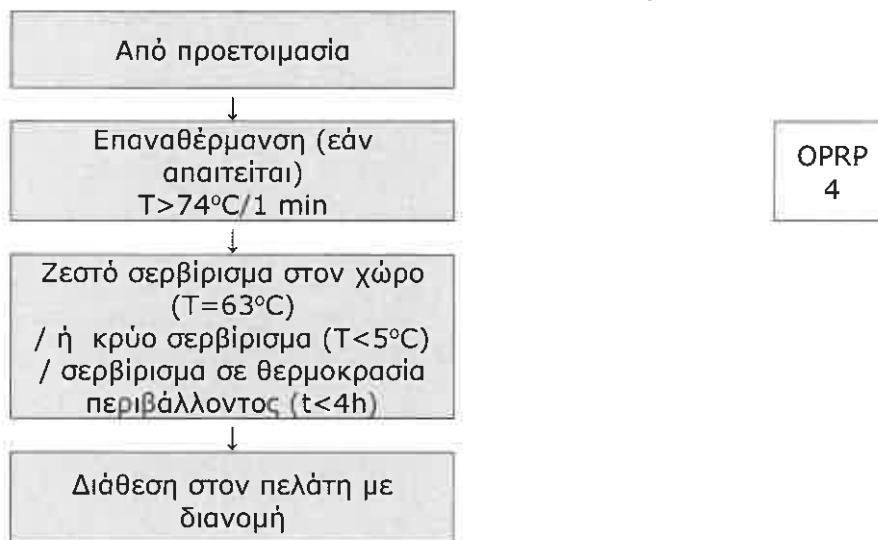 Από προετοιμασία
↓
Επαναθέρμανση (εάν
απαιτείται)
T>74°C/1 min
OPRP
4
↓
Ζεστό σερβίρισμα στον χώρο
(T=63°C)
/ ή κρύο σερβίρισμα (T<5°C)
/ σερβίρισμα σε θερμοκρασία
περιβάλλοντος (t<4h)
↓
Διάθεση στον πελάτη με
διανομή